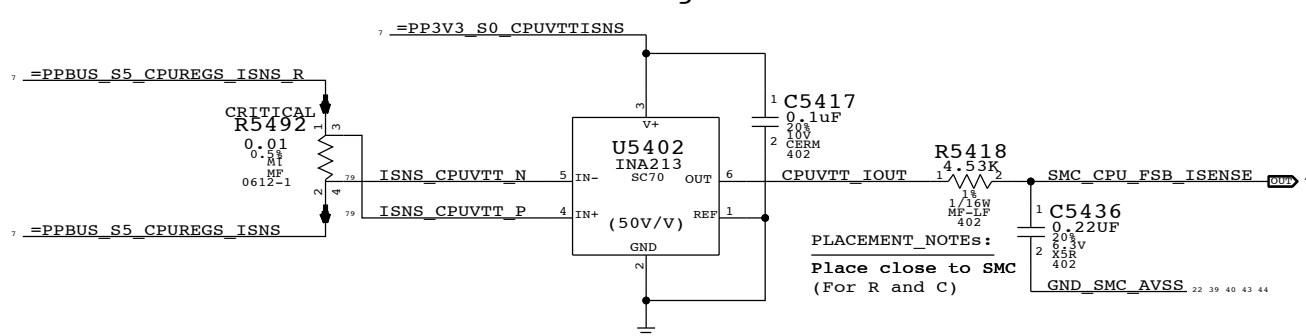 7 =PP3V3_S0_CPUVTTISNS
7 =PPBUS_S5_CPUREGS_ISNS_R
CRITICAL
R5492
0.01
0.5%
MF
0612-1
1 3
2 4
79 ISNS_CPUVTT_N
79 ISNS_CPUVTT_P
7 =PPBUS_S5_CPUREGS_ISNS
3
V+
U5402
INA213
SC70
5 IN-
4 IN+
OUT 6
REF 1
(50V/V)
GND
2
1 C5417
0.1uF
20%
10V
2 CERM
402
CPUVTT_IOUT
R5418
4.53K
1 2
1%
1/16W
MF-LF
402
SMC_CPU_FSB_ISENSE
OUT
1 C5436
0.22UF
20%
6.3V
2 X5R
402
PLACEMENT_NOTEs:
Place close to SMC
(For R and C)
GND_SMC_AVSS 22 39 40 43 44